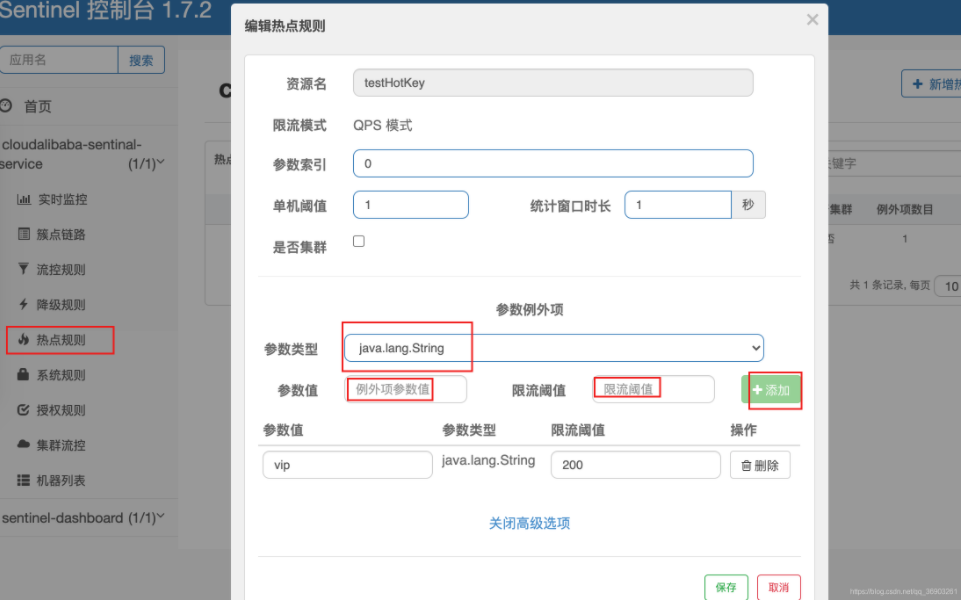 Sentinel 控制台 1.7.2
应用名
搜索
首页
cloudalibaba-sentinal-
service (1/1)
实时监控
簇点链路
流控规则
降级规则
热点规则
系统规则
授权规则
集群流控
机器列表
sentinel-dashboard (1/1)
编辑热点规则
×
资源名 testHotKey
限流模式 QPS 模式
参数索引 0
单机阈值 1 统计窗口时长 1 秒
是否集群
参数例外项
参数类型 java.lang.String
参数值 例外项参数值 限流阈值 限流阈值 + 添加
参数值 参数类型 限流阈值 操作
vip java.lang.String 200 删除
关闭高级选项
保存 取消
+ 新增热
热点
关键字
集群 例外项数目
否 1
共 1 条记录, 每页 10